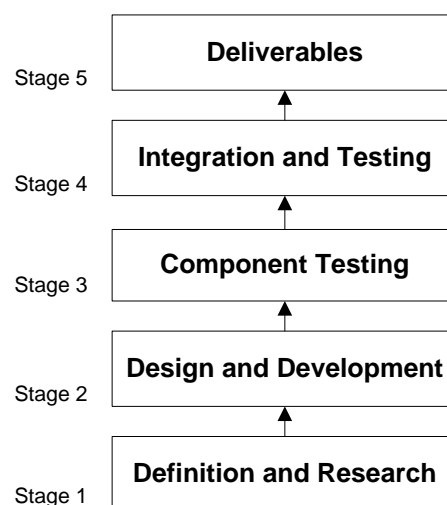 Deliverables
Stage 5
Integration and Testing
Stage 4
Component Testing
Stage 3
Design and Development
Stage 2
Definition and Research
Stage 1